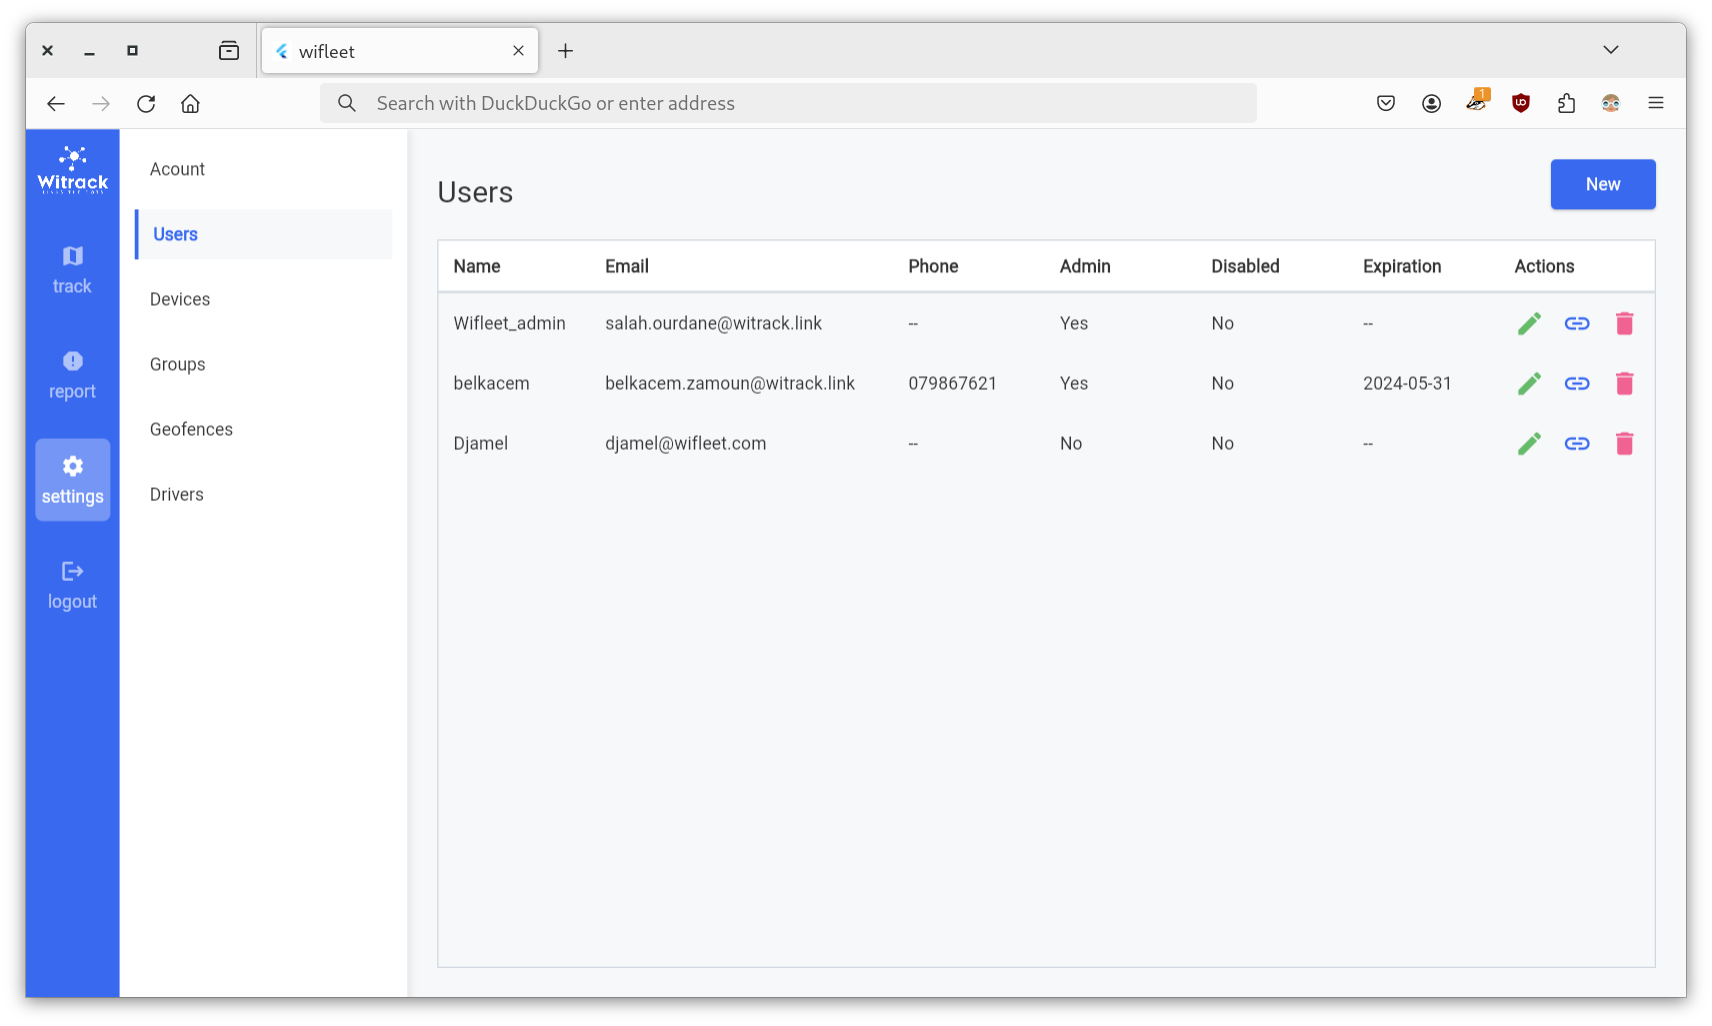 wifleet
Search with DuckDuckGo or enter address
1
Witrack
track
report
settings
logout
Acount
Users
Devices
Groups
Geofences
Drivers
Users
New
Name Email Phone Admin Disabled Expiration Actions
Wifleet_admin salah.ourdane@witrack.link -- Yes No --
belkacem belkacem.zamoun@witrack.link 079867621 Yes No 2024-05-31
Djamel djamel@wifleet.com -- No No --